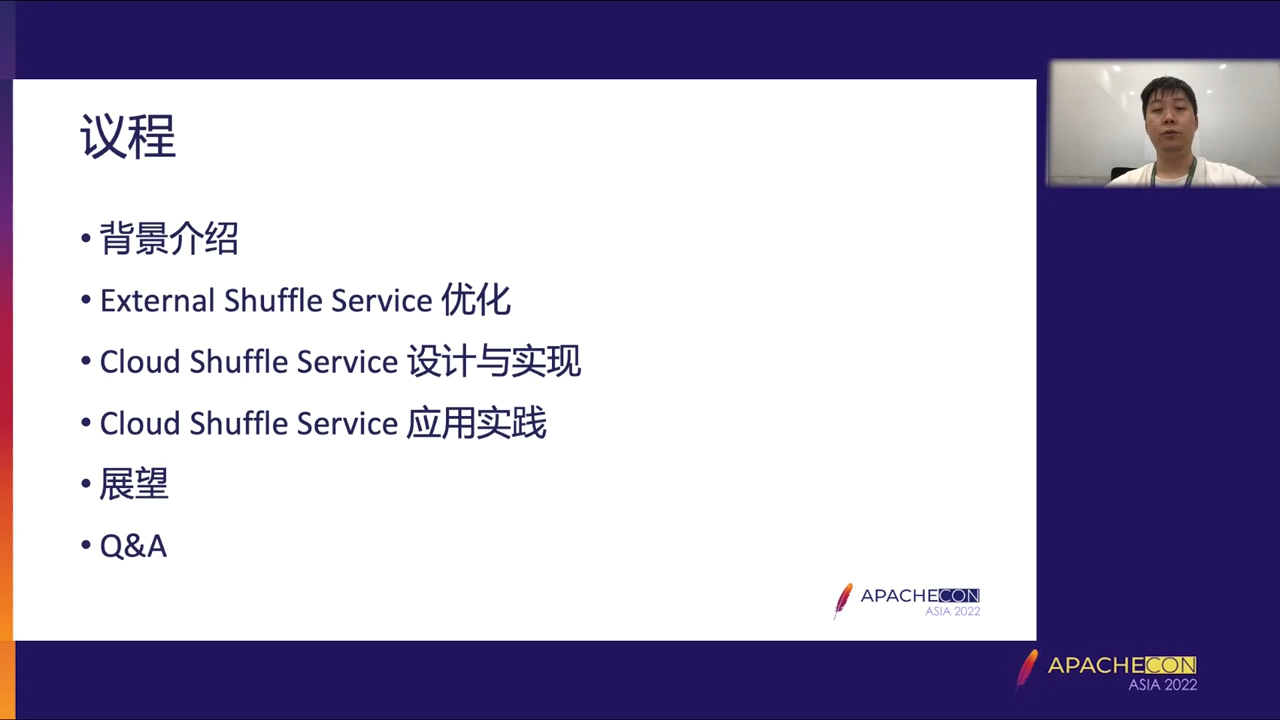 议程
• 背景介绍
• External Shuffle Service 优化
• Cloud Shuffle Service 设计与实现
• Cloud Shuffle Service 应用实践
• 展望
• Q&A
APACHECON
ASIA 2022
APACHECON
ASIA 2022